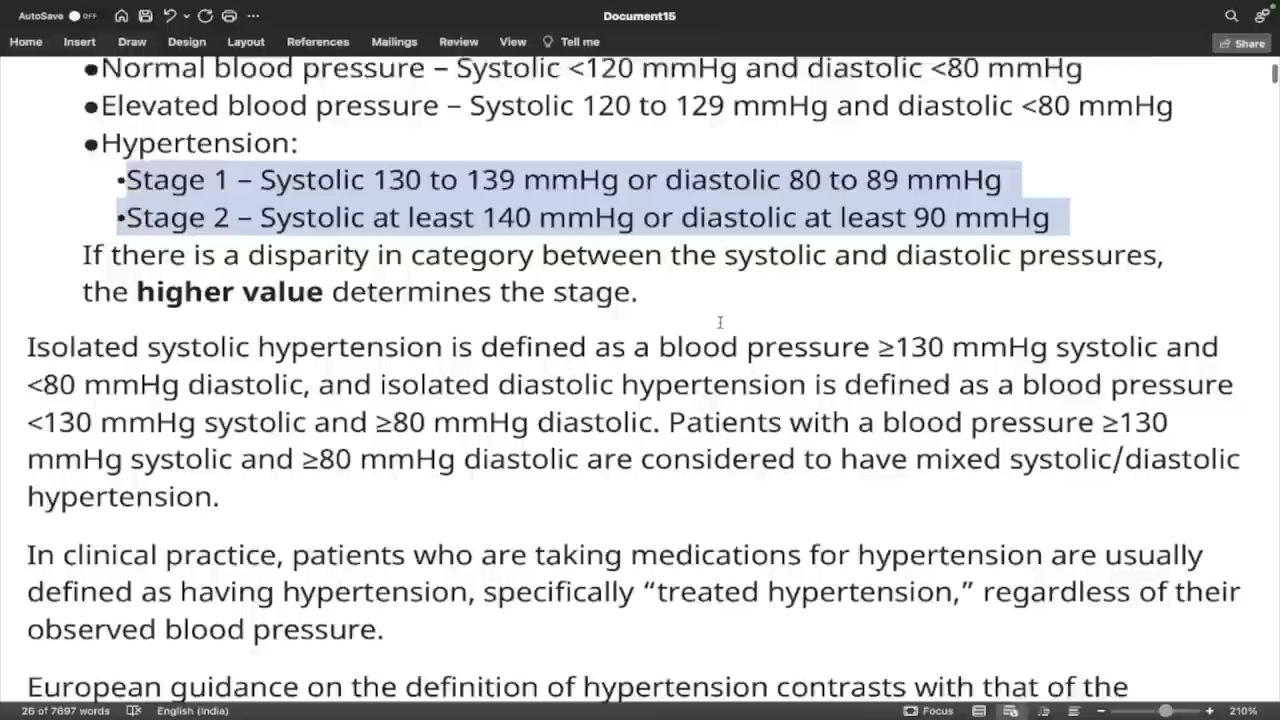 AutoSave OFF
Document15
Home Insert Draw Design Layout References Mailings Review View Tell me
Share
●Normal blood pressure – Systolic <120 mmHg and diastolic <80 mmHg
●Elevated blood pressure – Systolic 120 to 129 mmHg and diastolic <80 mmHg
●Hypertension:
•Stage 1 – Systolic 130 to 139 mmHg or diastolic 80 to 89 mmHg
•Stage 2 – Systolic at least 140 mmHg or diastolic at least 90 mmHg
If there is a disparity in category between the systolic and diastolic pressures,
the higher value determines the stage.
Isolated systolic hypertension is defined as a blood pressure ≥130 mmHg systolic and
<80 mmHg diastolic, and isolated diastolic hypertension is defined as a blood pressure
<130 mmHg systolic and ≥80 mmHg diastolic. Patients with a blood pressure ≥130
mmHg systolic and ≥80 mmHg diastolic are considered to have mixed systolic/diastolic
hypertension.
In clinical practice, patients who are taking medications for hypertension are usually
defined as having hypertension, specifically “treated hypertension,” regardless of their
observed blood pressure.
European guidance on the definition of hypertension contrasts with that of the
26 of 7697 words English (India) Focus 210%